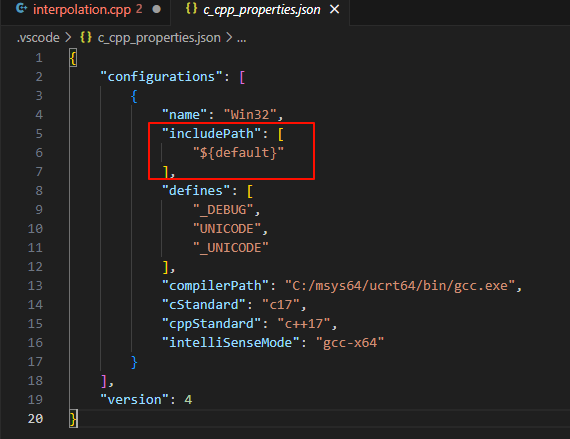 interpolation.cpp 2
c_cpp_properties.json
.vscode > c_cpp_properties.json > ...
1 {
2 "configurations": [
3 {
4 "name": "Win32",
5 "includePath": [
6 "${default}"
7 ],
8 "defines": [
9 "_DEBUG",
10 "UNICODE",
11 "_UNICODE"
12 ],
13 "compilerPath": "C:/msys64/ucrt64/bin/gcc.exe",
14 "cStandard": "c17",
15 "cppStandard": "c++17",
16 "intelliSenseMode": "gcc-x64"
17 }
18 ],
19 "version": 4
20 }